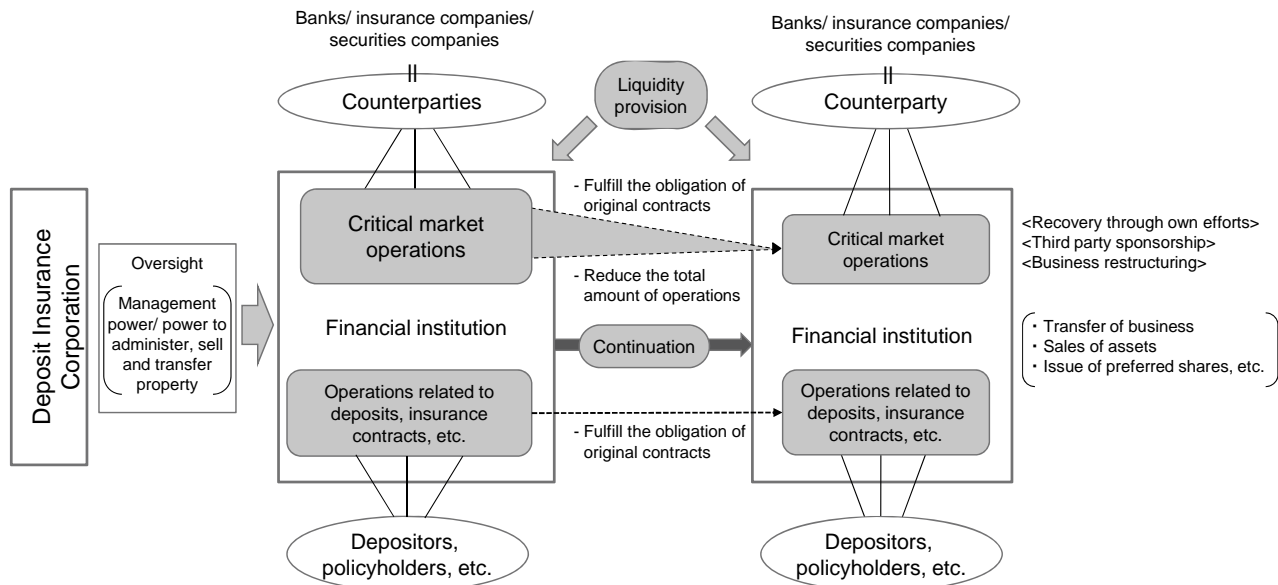 Banks/ insurance companies/
securities companies
=
Counterparties
Liquidity
provision
Banks/ insurance companies/
securities companies
=
Counterparty
Deposit Insurance
Corporation
Oversight
Management
power/ power to
administer, sell
and transfer
property
Critical market
operations
Financial institution
Operations related to
deposits, insurance
contracts, etc.
- Fulfill the obligation of
original contracts
- Reduce the total
amount of operations
Continuation
- Fulfill the obligation of
original contracts
Critical market
operations
Financial institution
Operations related to
deposits, insurance
contracts, etc.
<Recovery through own efforts>
<Third party sponsorship>
<Business restructuring>
・ Transfer of business
・ Sales of assets
・ Issue of preferred shares, etc.
Depositors,
policyholders, etc.
Depositors,
policyholders, etc.